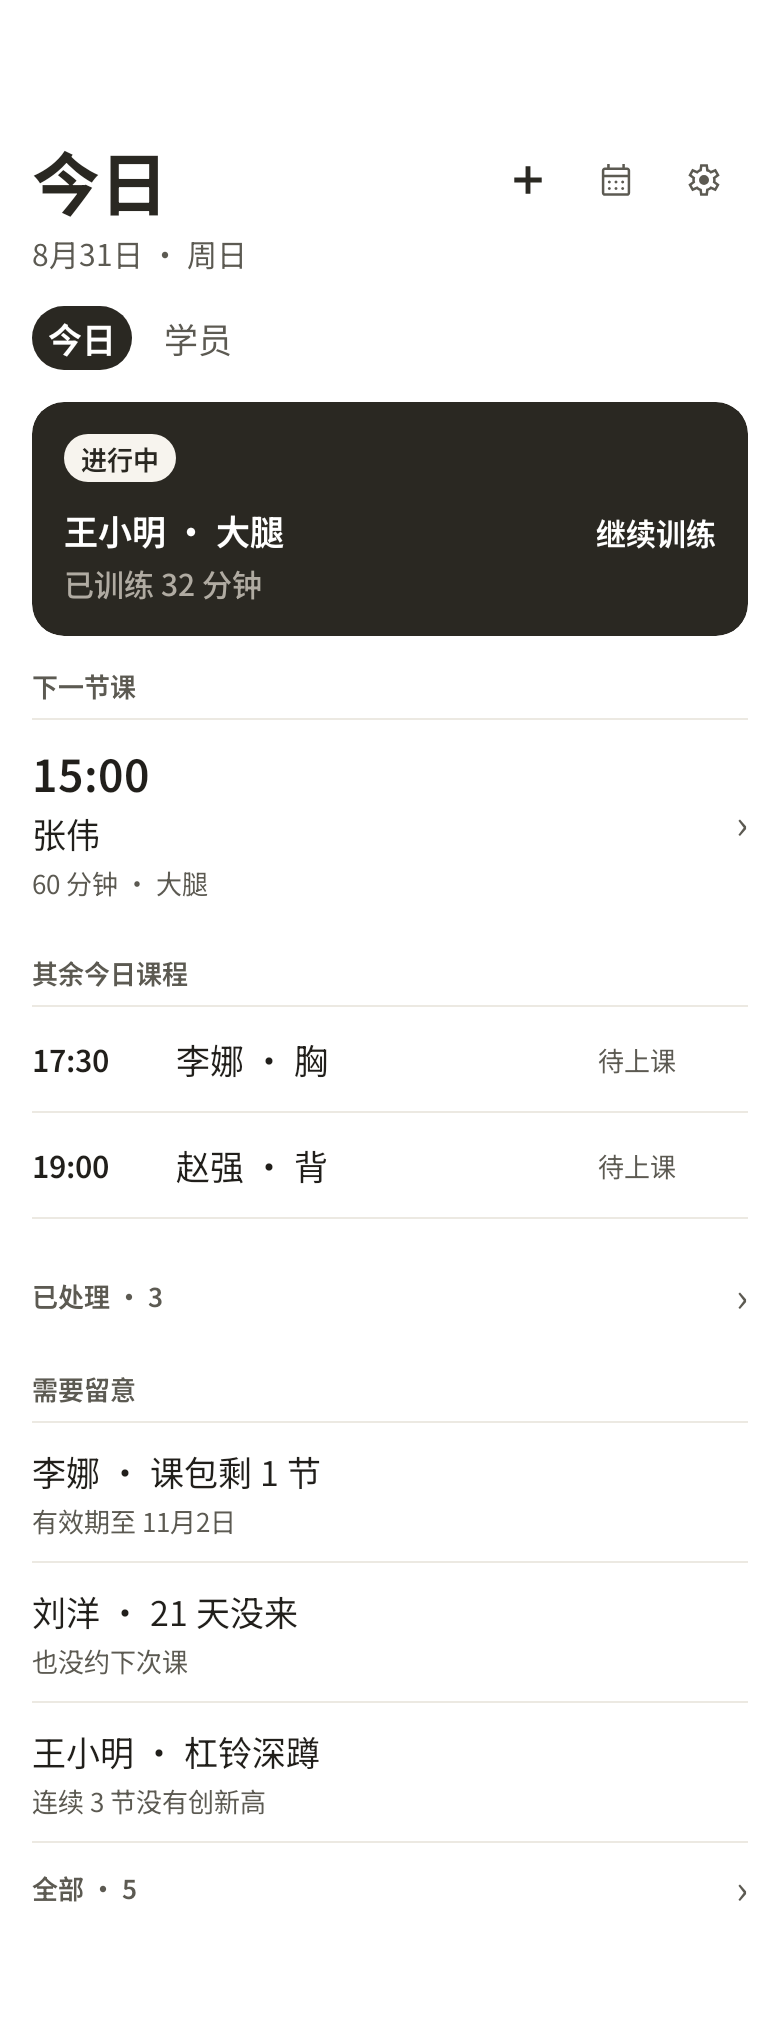 今日
8月31日 · 周日
今日 学员
进行中
王小明 · 大腿 继续训练
已训练 32 分钟
下一节课
15:00
张伟
60 分钟 · 大腿
其余今日课程
17:30 李娜 · 胸 待上课
19:00 赵强 · 背 待上课
已处理 · 3
需要留意
李娜 · 课包剩 1 节
有效期至 11月2日
刘洋 · 21 天没来
也没约下次课
王小明 · 杠铃深蹲
连续 3 节没有创新高
全部 · 5